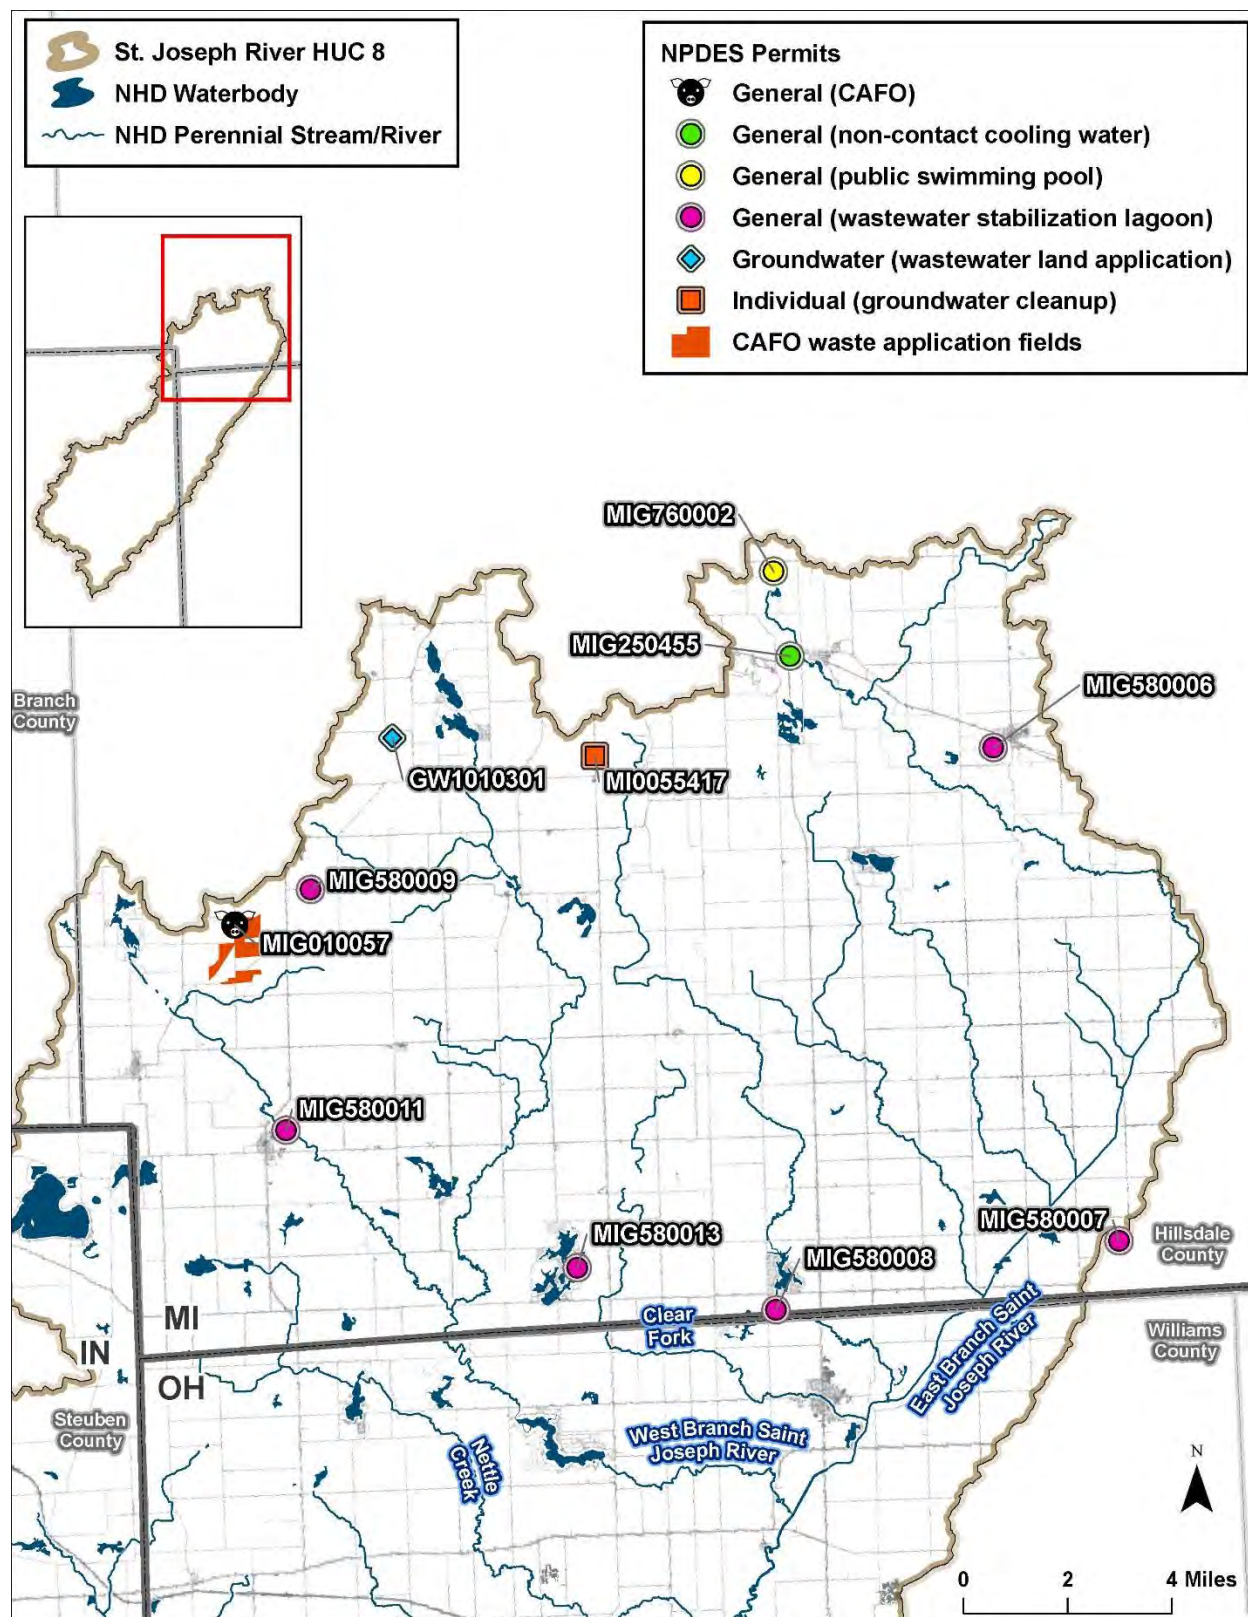 St. Joseph River HUC 8
NHD Waterbody
NHD Perennial Stream/River
NPDES Permits
General (CAFO)
General (non-contact cooling water)
General (public swimming pool)
General (wastewater stabilization lagoon)
Groundwater (wastewater land application)
Individual (groundwater cleanup)
CAFO waste application fields
MIG760002
MIG250455
MIG580006
Branch
County
GW1010301
MI0055417
MIG580009
MIG010057
MIG580011
MIG580007
MIG580013
MIG580008
Hillsdale
County
MI
Clear
Fork
East Branch Saint
Joseph River
Williams
County
IN
OH
Steuben
County
West Branch Saint
Joseph River
Nettle
Creek
N
0 2 4 Miles